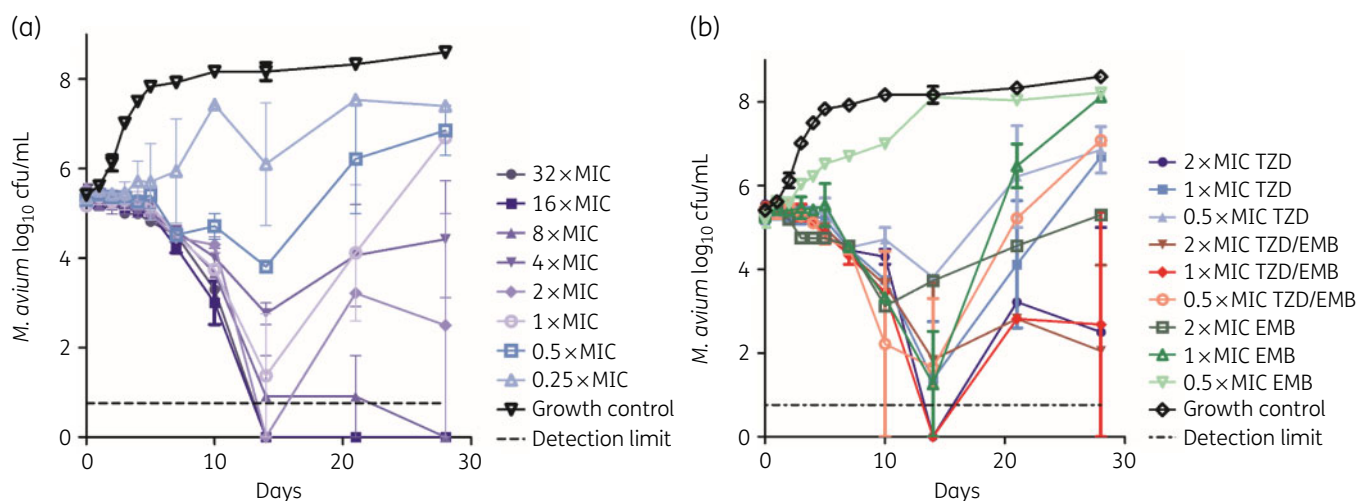 (a)
M. avium log10 cfu/mL
8
6
4
2
0
0
10
20
30
Days
32×MIC
16×MIC
8×MIC
4×MIC
2×MIC
1×MIC
0.5×MIC
0.25×MIC
Growth control
Detection limit
(b)
M. avium log10 cfu/mL
8
6
4
2
0
0
10
20
30
Days
2×MIC TZD
1×MIC TZD
0.5×MIC TZD
2×MIC TZD/EMB
1×MIC TZD/EMB
0.5×MIC TZD/EMB
2×MIC EMB
1×MIC EMB
0.5×MIC EMB
Growth control
Detection limit